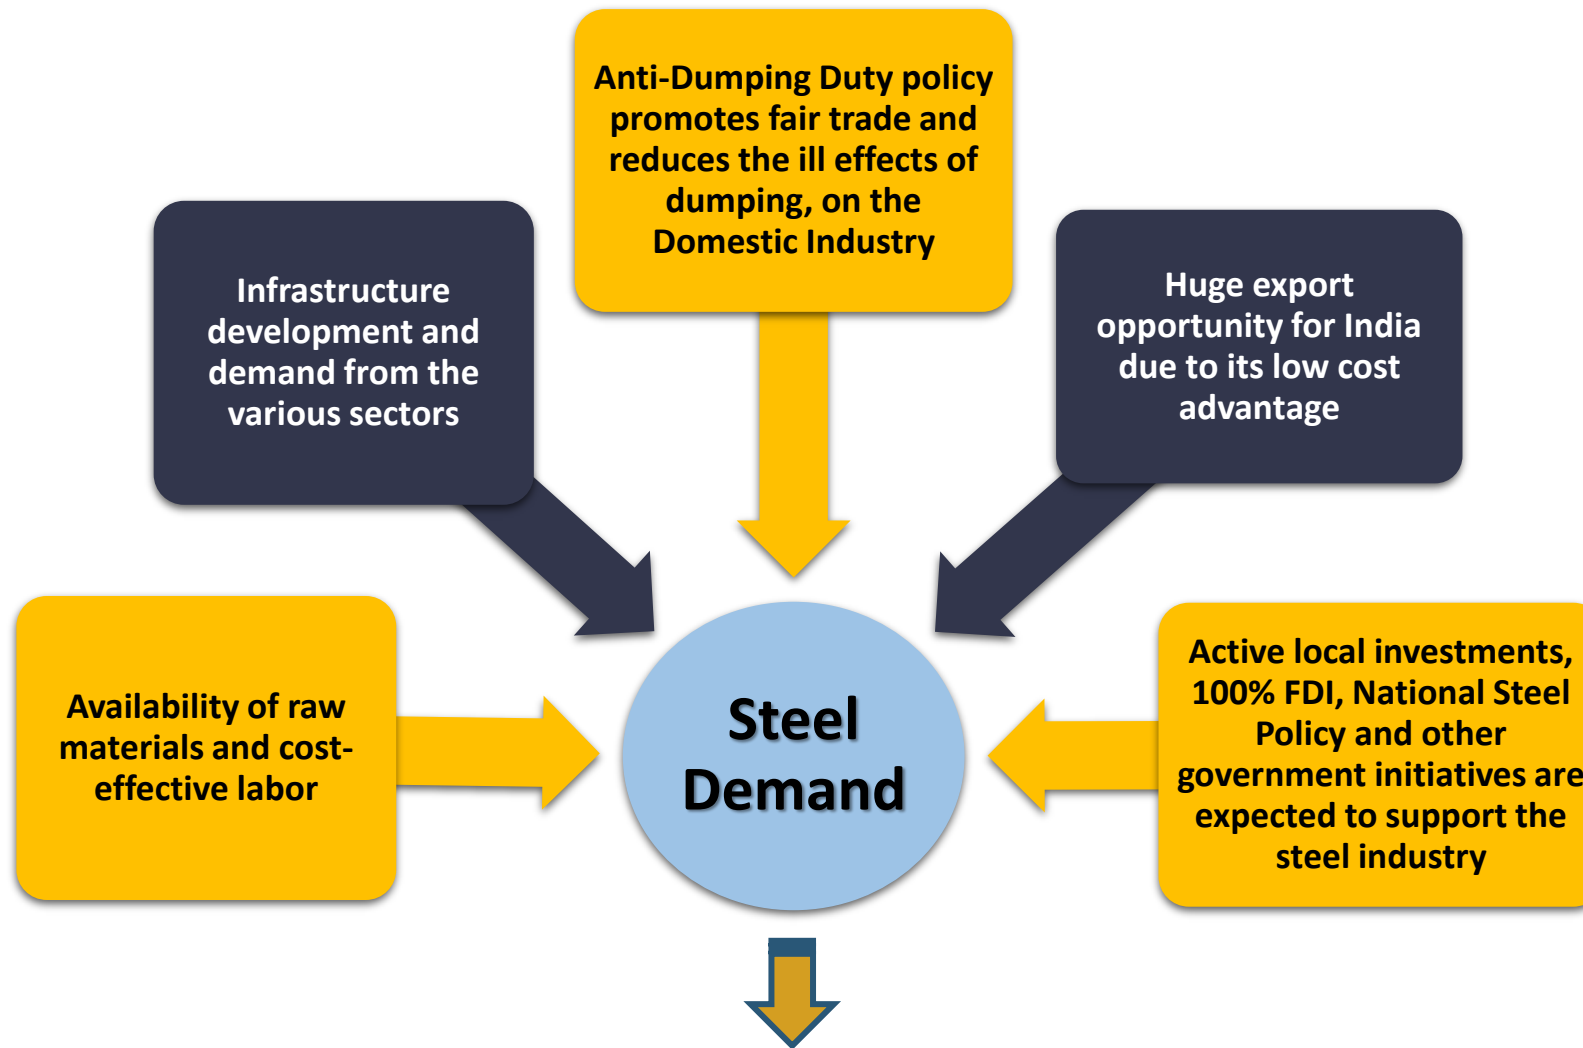 Anti-Dumping Duty policy
promotes fair trade and
reduces the ill effects of
dumping, on the
Domestic Industry
Infrastructure
development and
demand from the
various sectors
Huge export
opportunity for India
due to its low cost
advantage
Availability of raw
materials and cost-
effective labor
Steel
Demand
Active local investments,
100% FDI, National Steel
Policy and other
government initiatives are
expected to support the
steel industry